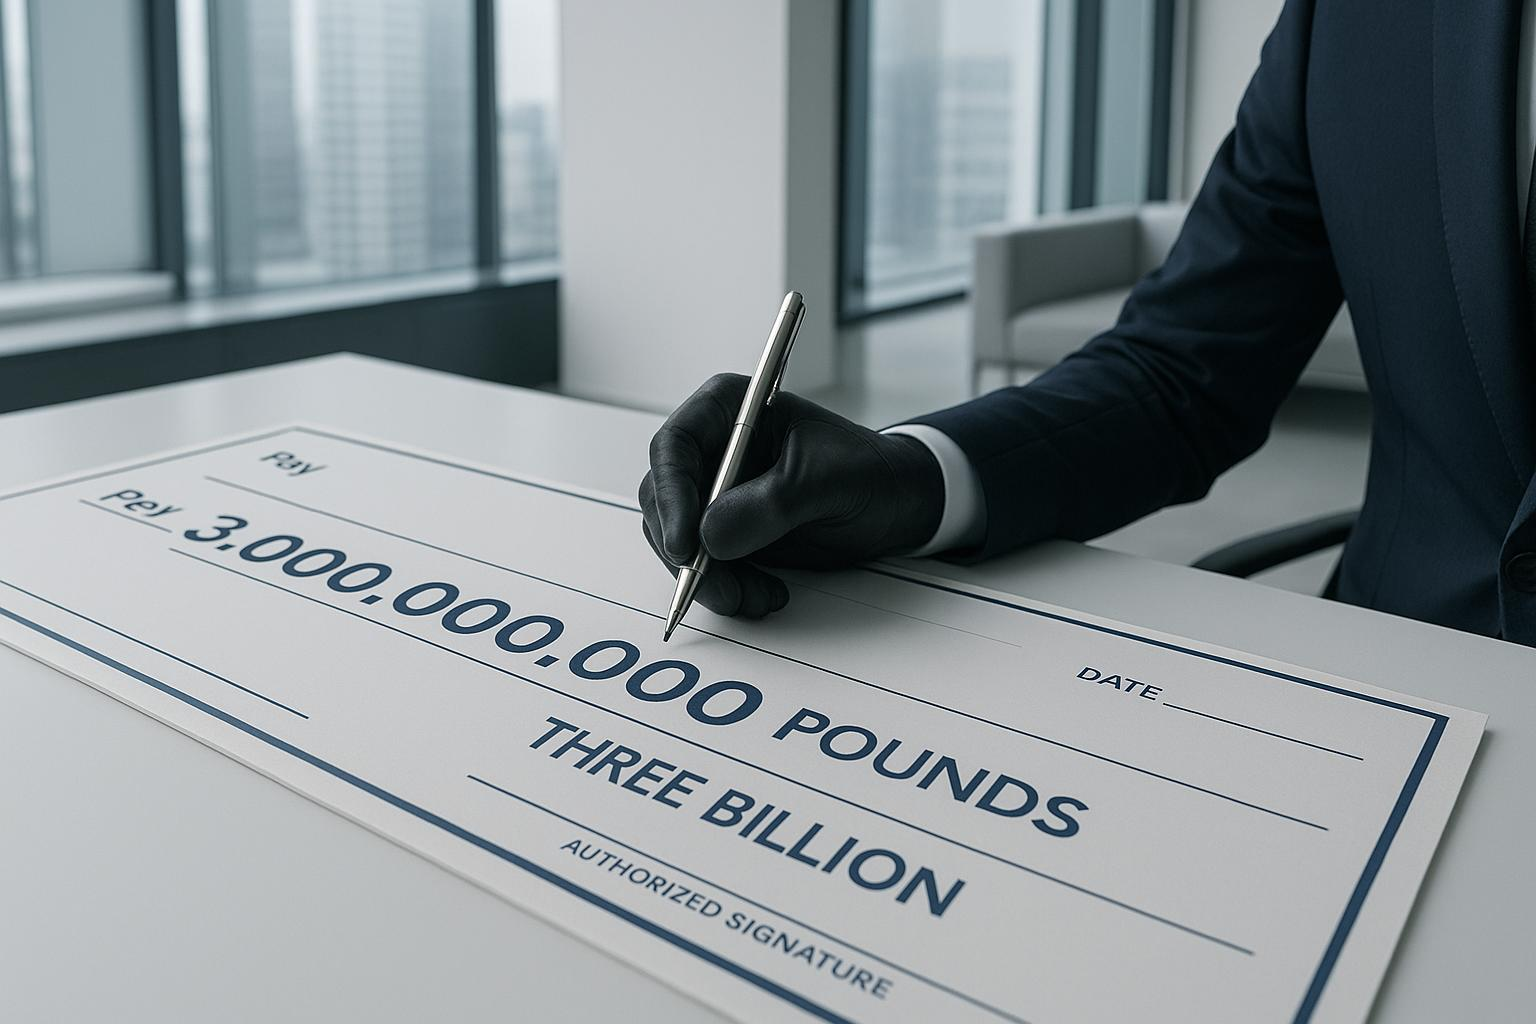 Pay
Pey 3.000.000.000 POUNDS
DATE
THREE BILLION
AUTHORIZED SIGNATURE